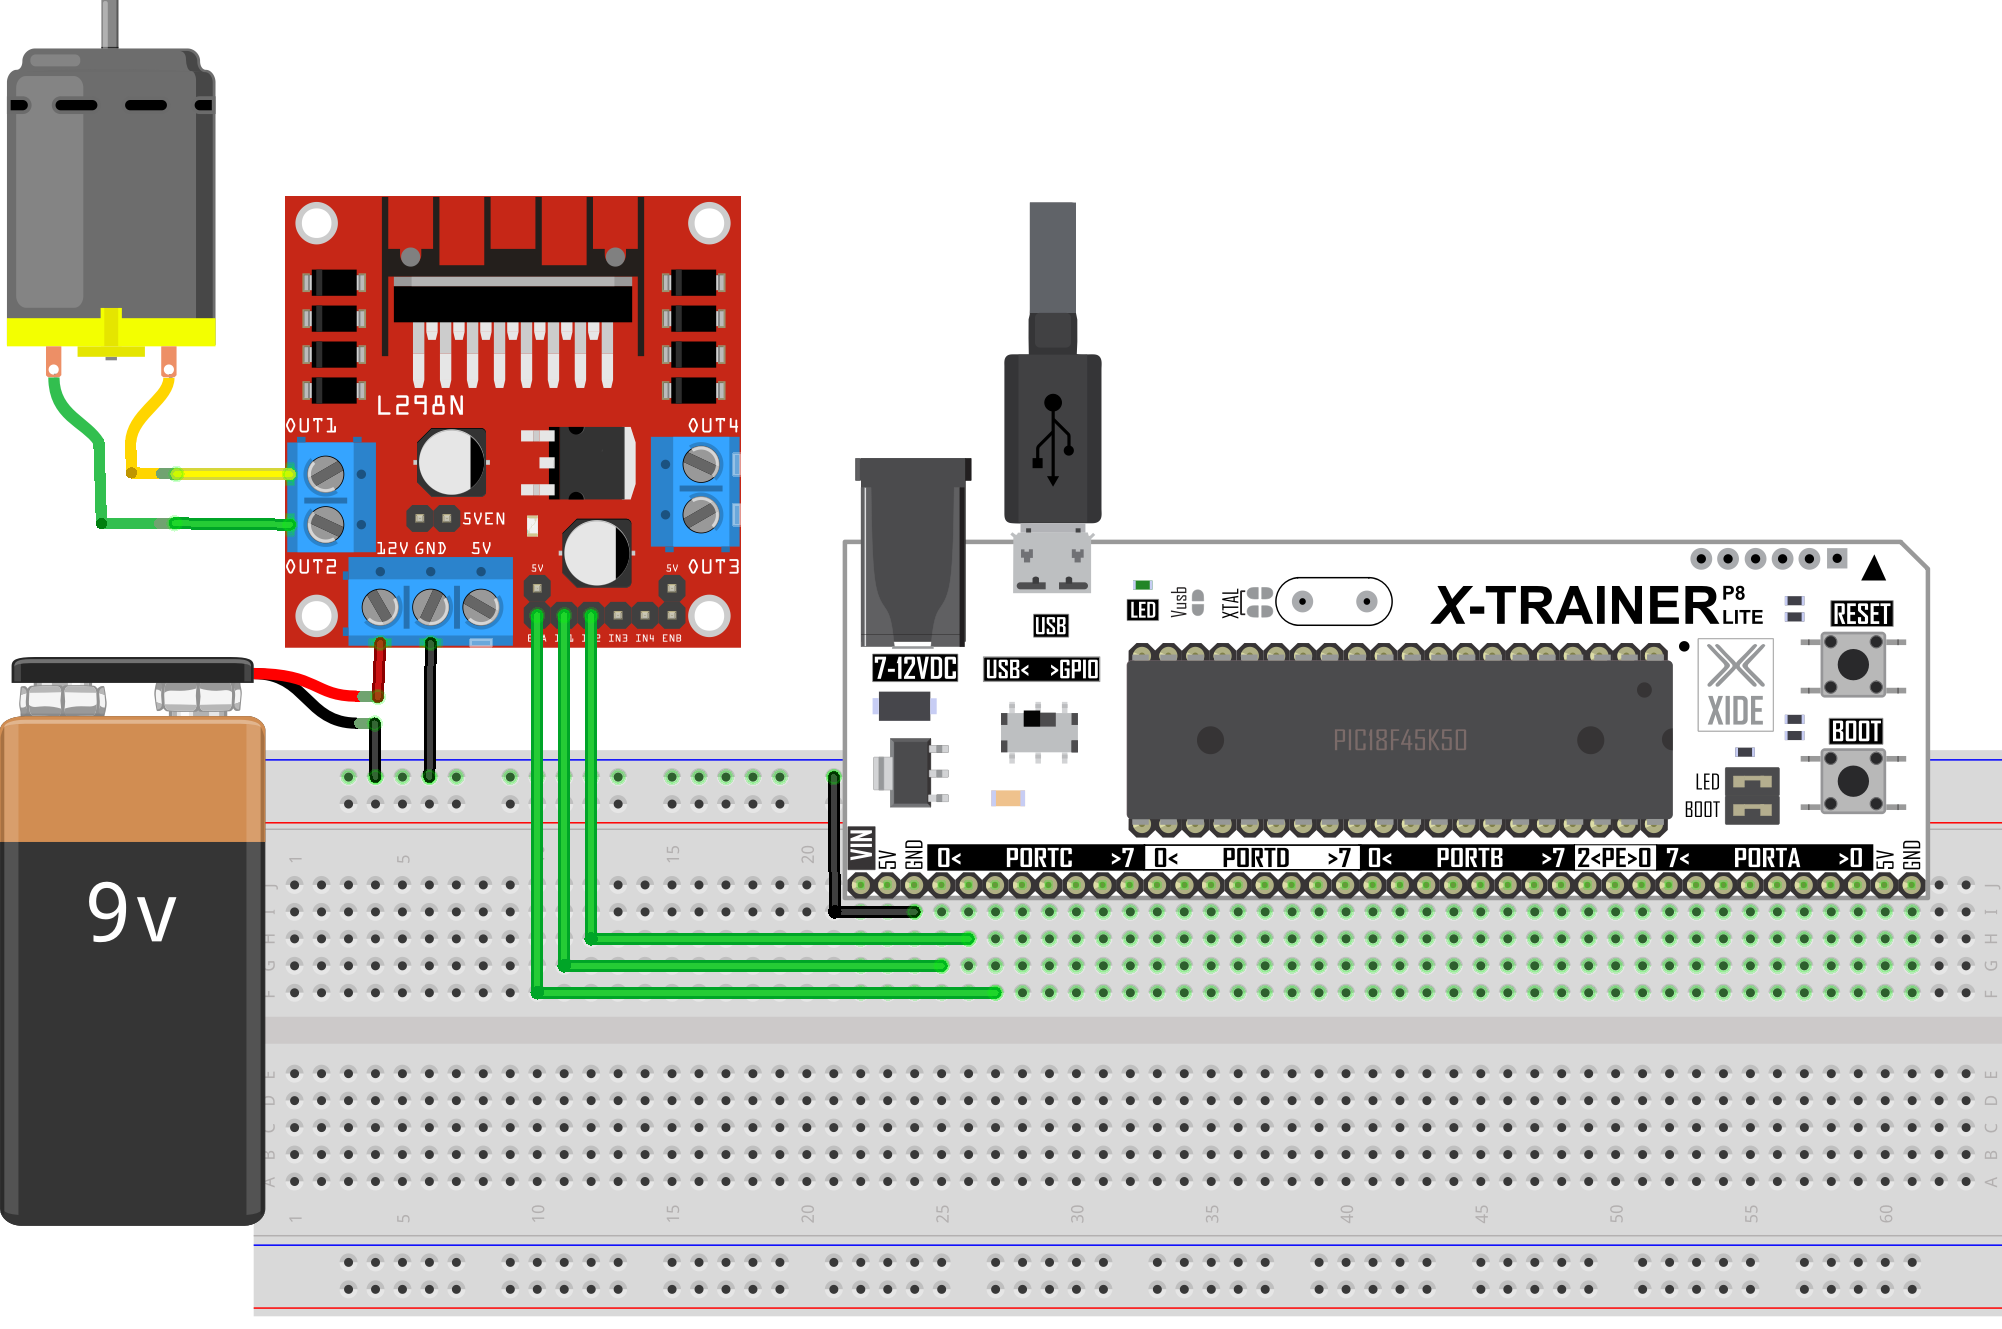 L298N
OUT1
OUT4
5VEN
12V GND 5V
OUT2
5V
5V
OUT3
IN3 IN4 ENB
9v
7-12VDC
USB
USB< >GPIO
LED
Vusb
XTAL
X-TRAINER P8
LITE
RESET
XIDE
BOOT
PIC18F45K50
LED
BOOT
VIN 5V GND 0< PORTC >7 0< PORTD >7 0< PORTB >7 2<PE>0 7< PORTA >0 5V GND
1 5 15 20
J J
I I
H H
G G
F F
E E
D D
C C
B B
A A
1 5 10 15 20 25 30 35 40 45 50 55 60